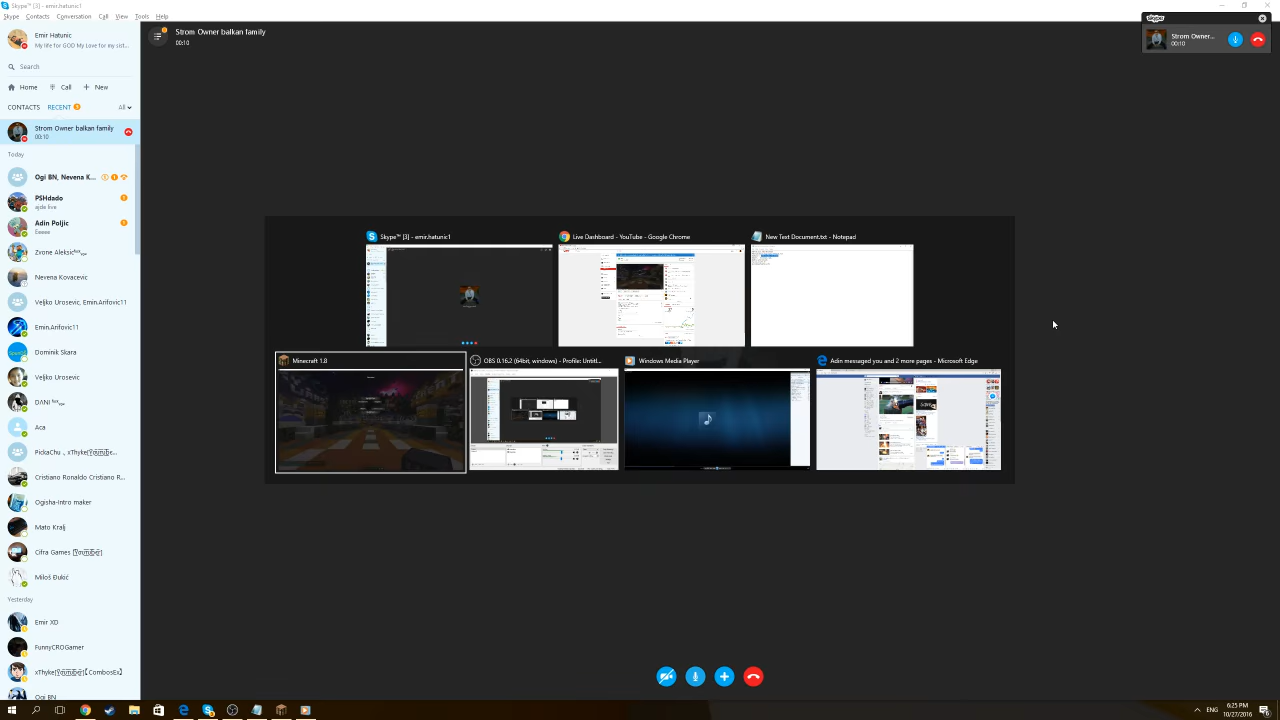 Skype™ [3] - emir.hatunic1
Skype Contacts Conversation Call View Tools Help
Emir Hatunic
My life for GOD My Love for my sist...
Search
Home Call New
CONTACTS RECENT All
Strom Owner balkan family
00:10
Today
Ogi BN, Nevena K...
PSHdado
ajde live
Adin Poljic
Eeeee
Nevena Kovacevic
Veljko Urosevic, Emin.Arifovic11
Emin.Arifovic11
Dominik Skara
Veljko Urosevic
Aca
Cristiano Ronaldo Cristiano R...
Ogisha-Intro maker
Mato Kralj
Cifra Games
Miloš Đukić
Yesterday
Emir XD
FunnyCROGamer
Ogi BN
Strom Owner balkan family
00:10
skype
Strom Owner...
00:10
Skype™ [3] - emir.hatunic1
Live Dashboard - YouTube - Google Chrome
New Text Document.txt - Notepad
Minecraft 1.8
OBS 0.16.2 (64bit, windows) - Profile: Untitl...
Windows Media Player
Adin messaged you and 2 more pages - Microsoft Edge
ENG
6:25 PM
10/27/2016